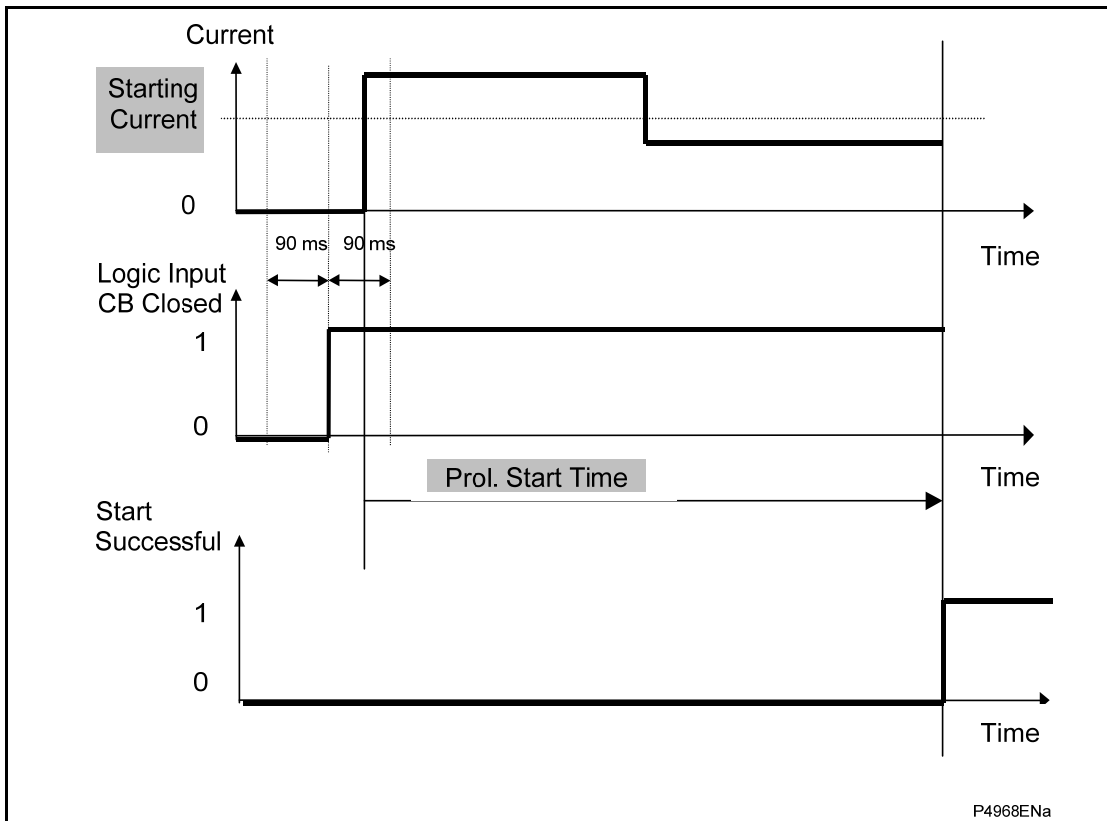 Current
Starting
Current
0
90 ms 90 ms
Time
Logic Input
CB Closed
1
0
Time
Prol. Start Time
Start
Successful
1
0
Time
P4968ENa